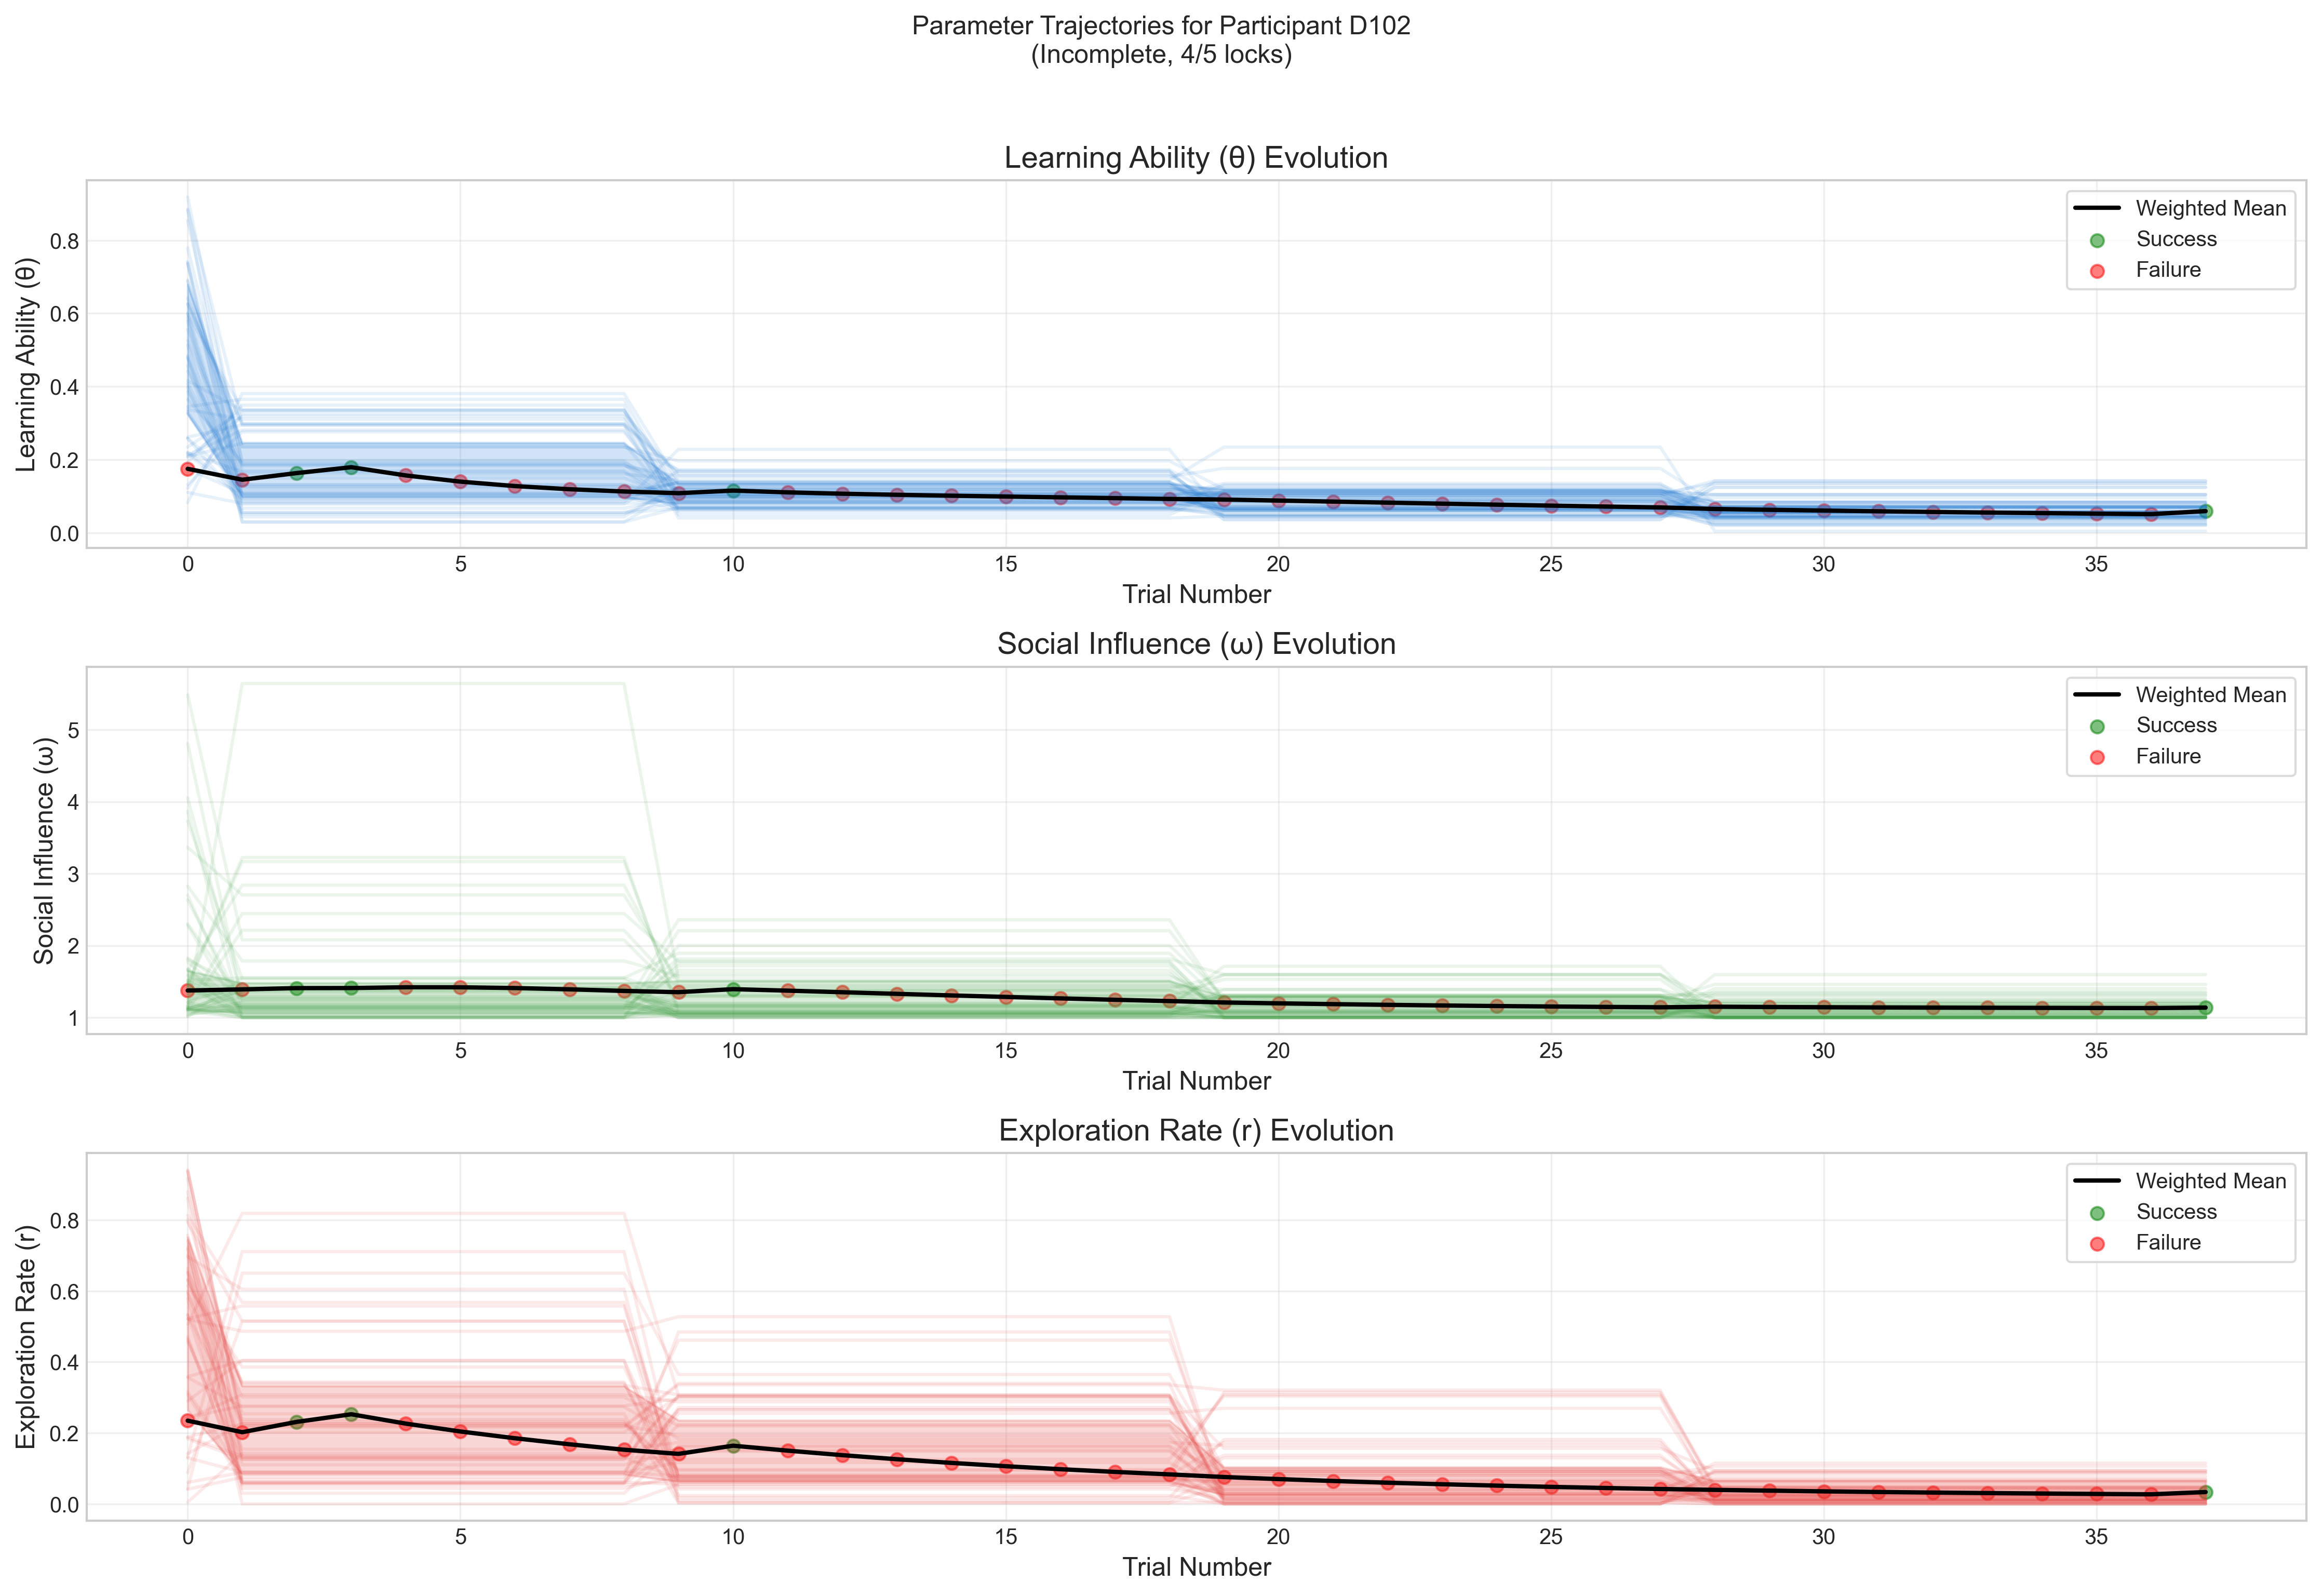 Parameter Trajectories for Participant D102
(Incomplete, 4/5 locks)
Learning Ability (θ) Evolution
Learning Ability (θ)
0.8
0.6
0.4
0.2
0.0
Weighted Mean
Success
Failure
0 5 10 15 20 25 30 35
Trial Number
Social Influence (ω) Evolution
Social Influence (ω)
5
4
3
2
1
Weighted Mean
Success
Failure
0 5 10 15 20 25 30 35
Trial Number
Exploration Rate (r) Evolution
Exploration Rate (r)
0.8
0.6
0.4
0.2
0.0
Weighted Mean
Success
Failure
0 5 10 15 20 25 30 35
Trial Number